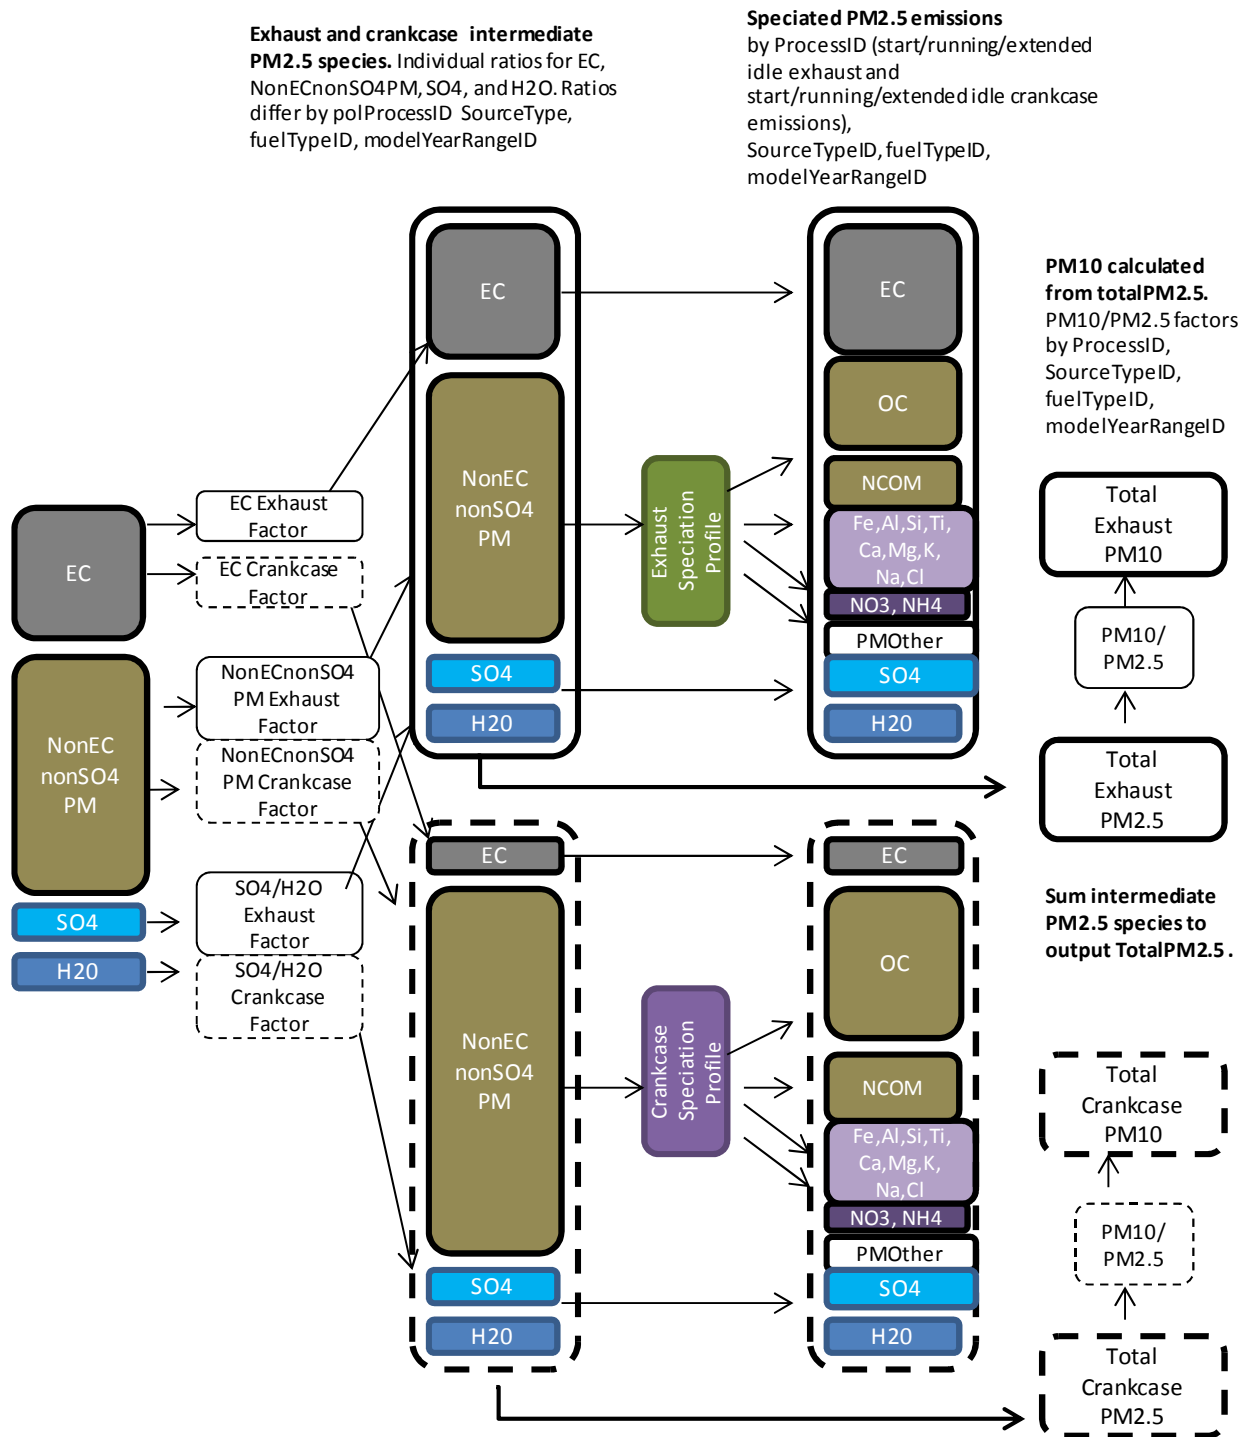 Exhaust and crankcase intermediate
PM2.5 species. Individual ratios for EC,
NonECnonSO4PM, SO4, and H2O. Ratios
differ by polProcessID SourceType,
fuelTypeID, modelYearRangeID
Speciated PM2.5 emissions
by ProcessID (start/running/extended
idle exhaust and
start/running/extended idle crankcase
emissions),
SourceTypeID, fuelTypeID,
modelYearRangeID
PM10 calculated
from totalPM2.5.
PM10/PM2.5 factors
by ProcessID,
SourceTypeID,
fuelTypeID,
modelYearRangeID
EC
NonEC
nonSO4
PM
SO4
H20
EC Exhaust
Factor
EC Crankcase
Factor
NonECnonSO4
PM Exhaust
Factor
NonECnonSO4
PM Crankcase
Factor
SO4/H2O
Exhaust
Factor
SO4/H2O
Crankcase
Factor
EC
NonEC
nonSO4
PM
SO4
H20
Exhaust
Speciation
Profile
EC
OC
NCOM
Fe,Al,Si,Ti,
Ca,Mg,K,
Na,Cl
NO3, NH4
PMOther
SO4
H20
Total
Exhaust
PM10
PM10/
PM2.5
Total
Exhaust
PM2.5
Sum intermediate
PM2.5 species to
output TotalPM2.5.
EC
NonEC
nonSO4
PM
SO4
H20
Crankcase
Speciation
Profile
EC
OC
NCOM
Fe,Al,Si,Ti,
Ca,Mg,K,
Na,Cl
NO3, NH4
PMOther
SO4
H20
Total
Crankcase
PM10
PM10/
PM2.5
Total
Crankcase
PM2.5